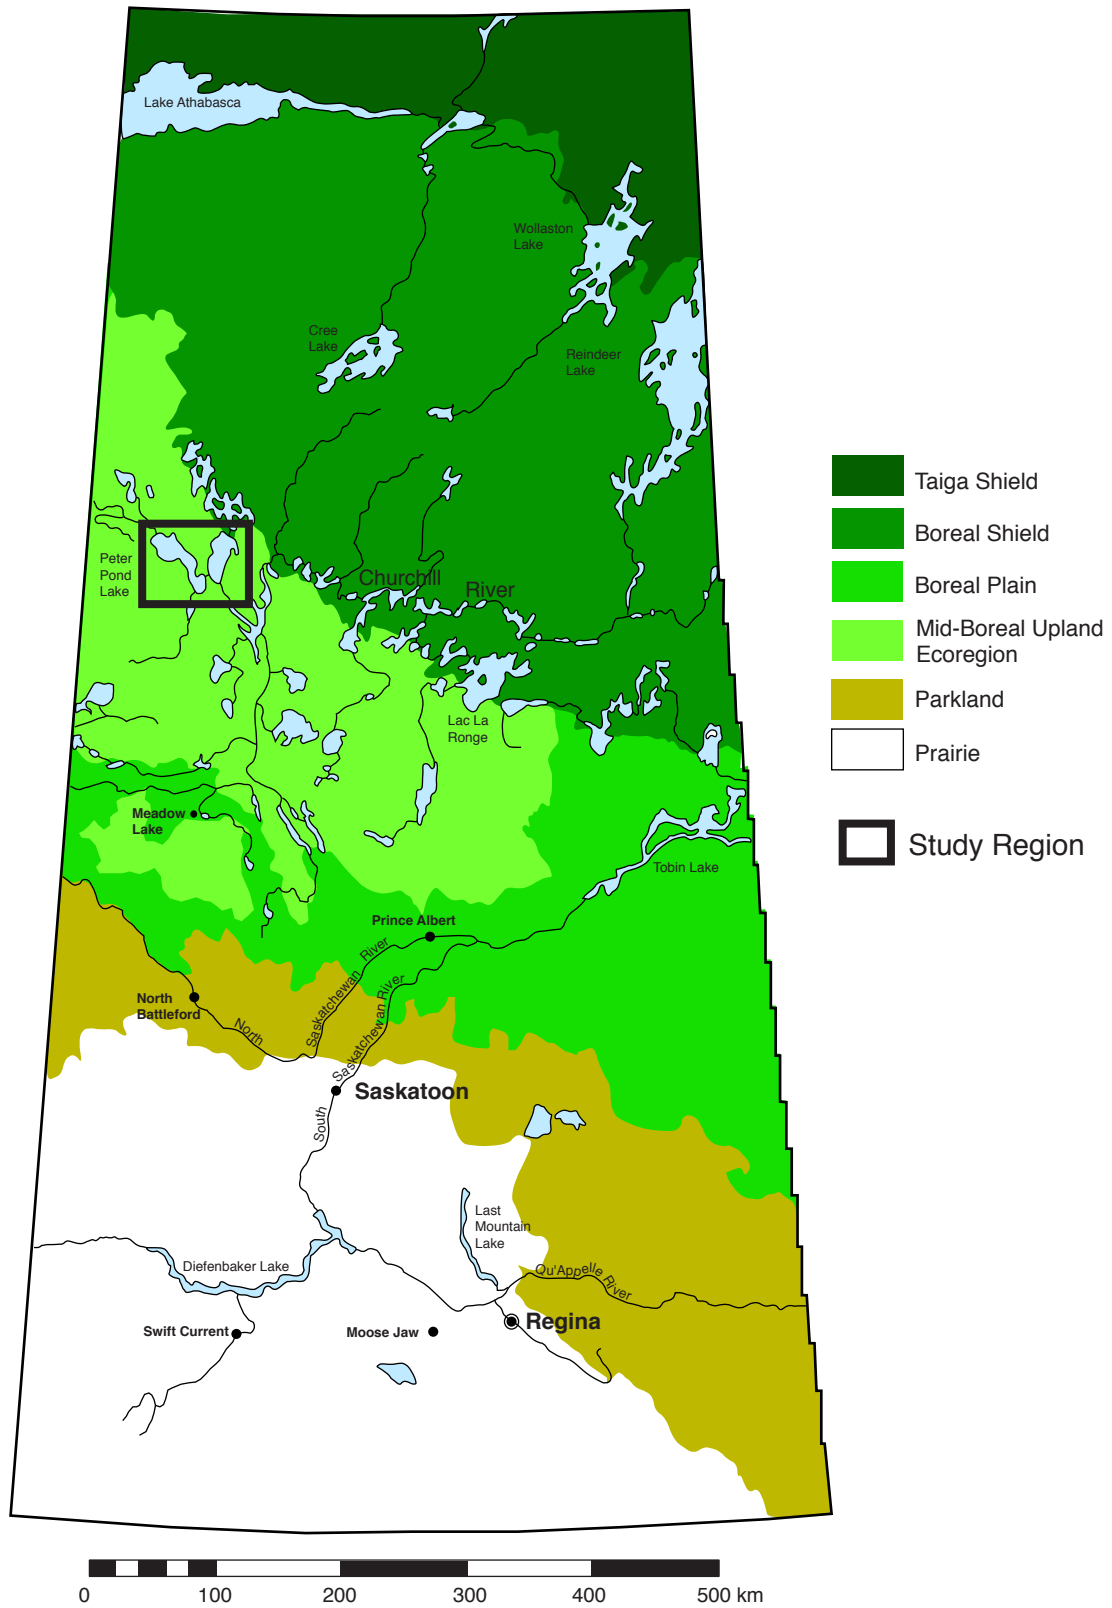 Lake Athabasca
Wollaston
Lake
Cree
Lake
Reindeer
Lake
Taiga Shield
Boreal Shield
Peter
Pond
Lake
Churchill
River
Boreal Plain
Mid-Boreal Upland
Ecoregion
Parkland
Lac La
Ronge
Prairie
Meadow
Lake
Study Region
Tobin Lake
Prince Albert
North
Battleford
North
Saskatchewan
River
South
Saskatchewan River
Saskatoon
Last
Mountain
Lake
Diefenbaker Lake
Qu'Appelle River
Swift Current
Moose Jaw
Regina
0 100 200 300 400 500 km